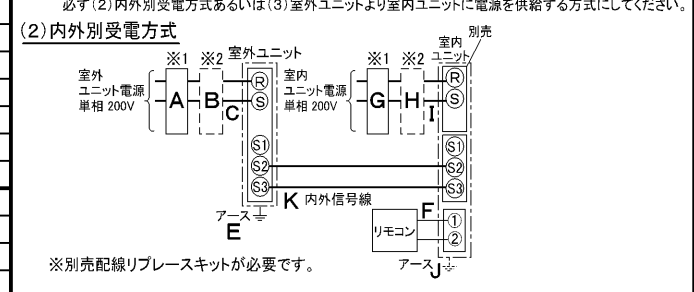 必ず(2)内外別受電方式あるいは(3)室外ユニットより室内ユニットに電源を供給する方式にしてください。
(2)内外別受電方式
別売
※1 ※2 室外ユニット
※1 ※2 室内ユニット
室外
ユニット電源
単相 200V
A
B
C
R
S
S1
S2
S3
室内
ユニット電源
単相 200V
G
H
I
R
S
S1
S2
S3
K 内外信号線
アース
E
リモコン
F
①
②
アース J
※別売配線リプレースキットが必要です。